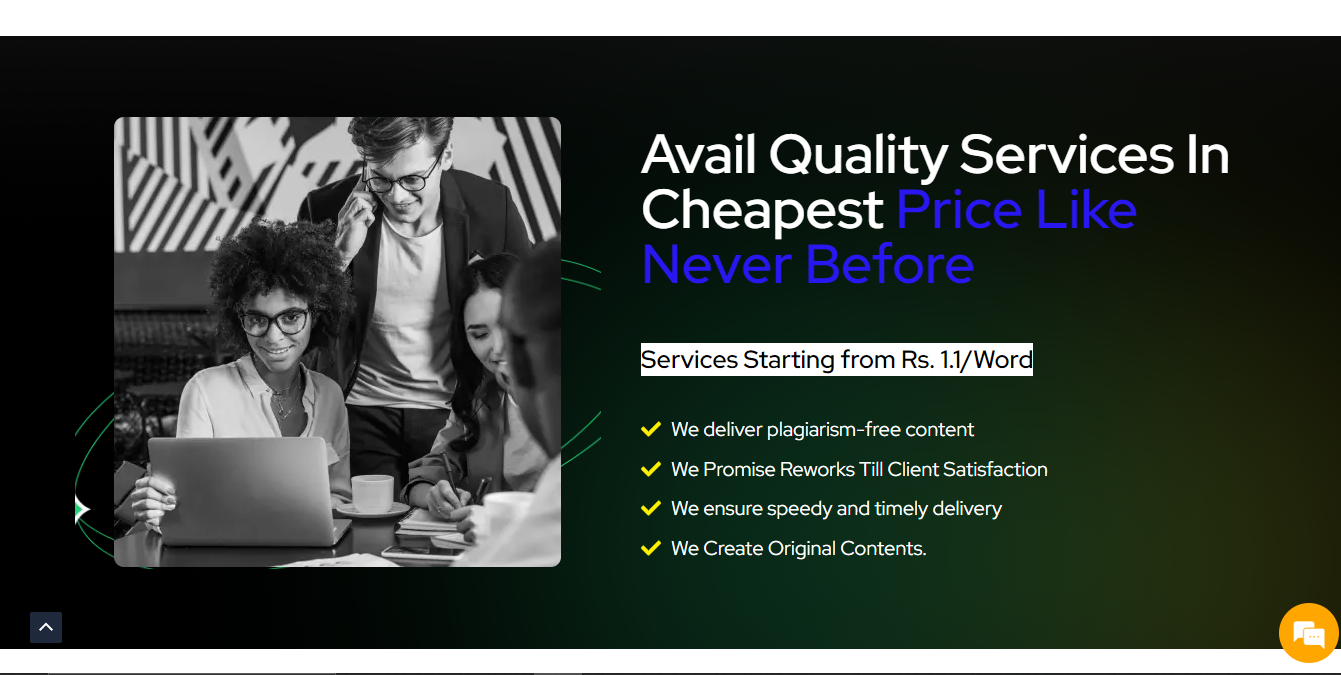 Avail Quality Services In
Cheapest Price Like
Never Before
Services Starting from Rs. 1.1/Word
We deliver plagiarism-free content
We Promise Reworks Till Client Satisfaction
We ensure speedy and timely delivery
We Create Original Contents.